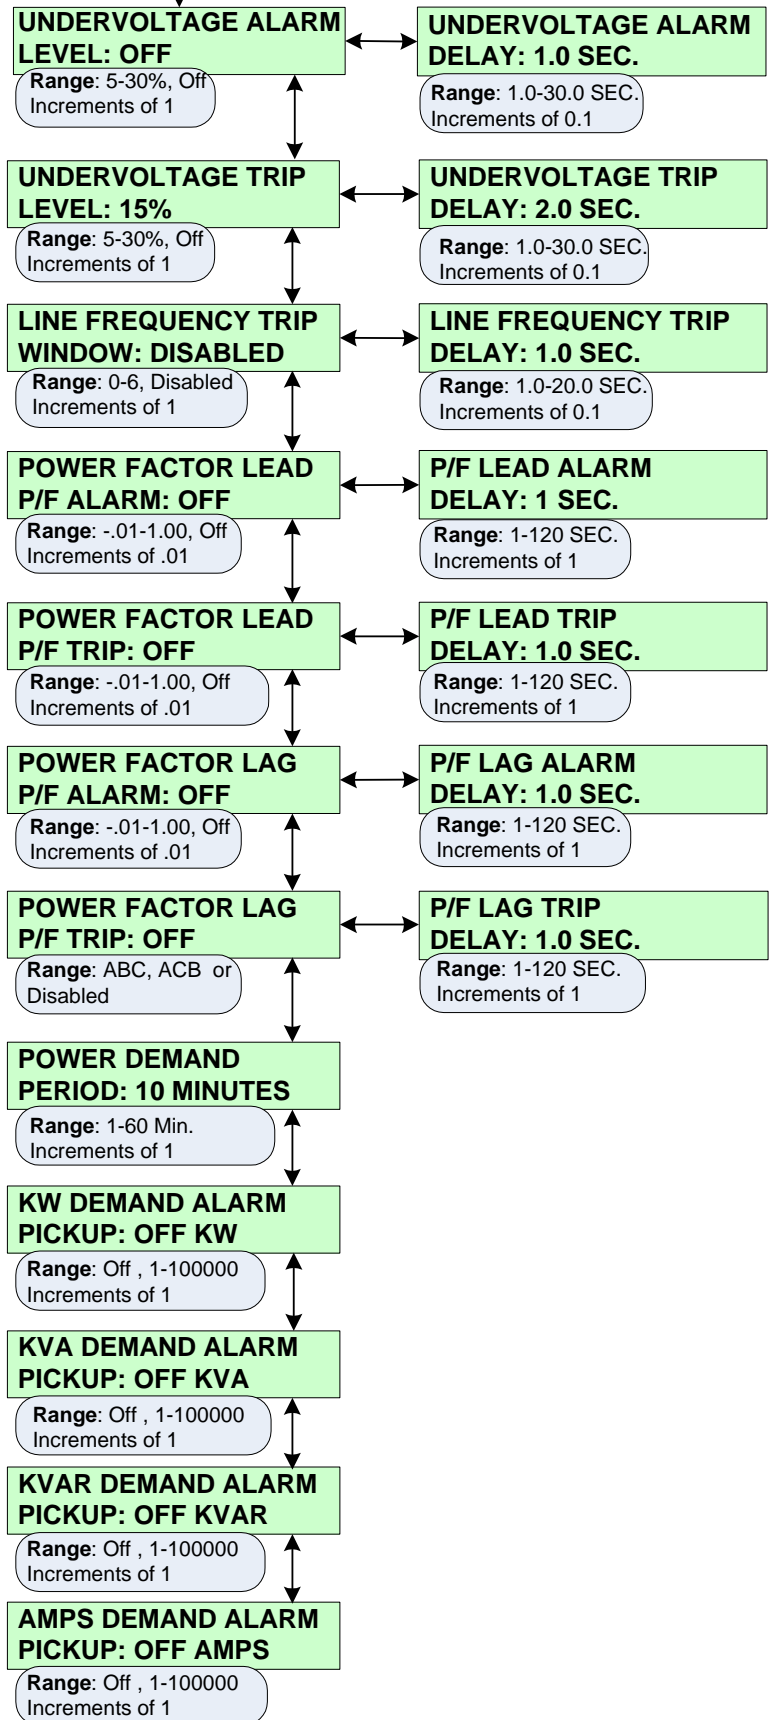 UNDERVOLTAGE ALARM
LEVEL: OFF
Range: 5-30%, Off
Increments of 1
UNDERVOLTAGE ALARM
DELAY: 1.0 SEC.
Range: 1.0-30.0 SEC.
Increments of 0.1
UNDERVOLTAGE TRIP
LEVEL: 15%
Range: 5-30%, Off
Increments of 1
UNDERVOLTAGE TRIP
DELAY: 2.0 SEC.
Range: 1.0-30.0 SEC.
Increments of 0.1
LINE FREQUENCY TRIP
WINDOW: DISABLED
Range: 0-6, Disabled
Increments of 1
LINE FREQUENCY TRIP
DELAY: 1.0 SEC.
Range: 1.0-20.0 SEC.
Increments of 0.1
POWER FACTOR LEAD
P/F ALARM: OFF
Range: -.01-1.00, Off
Increments of .01
P/F LEAD ALARM
DELAY: 1 SEC.
Range: 1-120 SEC.
Increments of 1
POWER FACTOR LEAD
P/F TRIP: OFF
Range: -.01-1.00, Off
Increments of .01
P/F LEAD TRIP
DELAY: 1.0 SEC.
Range: 1-120 SEC.
Increments of 1
POWER FACTOR LAG
P/F ALARM: OFF
Range: -.01-1.00, Off
Increments of .01
P/F LAG ALARM
DELAY: 1.0 SEC.
Range: 1-120 SEC.
Increments of 1
POWER FACTOR LAG
P/F TRIP: OFF
Range: ABC, ACB or
Disabled
P/F LAG TRIP
DELAY: 1.0 SEC.
Range: 1-120 SEC.
Increments of 1
POWER DEMAND
PERIOD: 10 MINUTES
Range: 1-60 Min.
Increments of 1
KW DEMAND ALARM
PICKUP: OFF KW
Range: Off , 1-100000
Increments of 1
KVA DEMAND ALARM
PICKUP: OFF KVA
Range: Off , 1-100000
Increments of 1
KVAR DEMAND ALARM
PICKUP: OFF KVAR
Range: Off , 1-100000
Increments of 1
AMPS DEMAND ALARM
PICKUP: OFF AMPS
Range: Off , 1-100000
Increments of 1